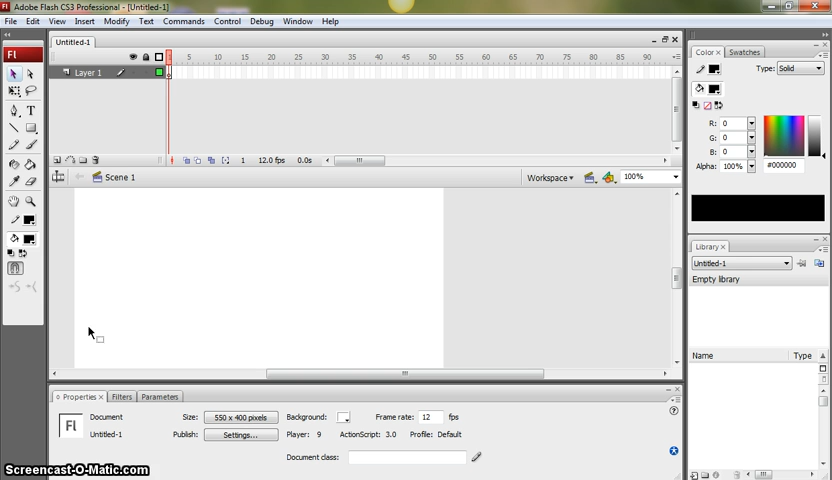 Adobe Flash CS3 Professional - [Untitled-1]
File Edit View Insert Modify Text Commands Control Debug Window Help
Fl
Untitled-1
5 10 15 20 25 30 35 40 45 50 55 60 65 70 75 80 85 90
Layer 1
1 12.0 fps 0.0s
Scene 1
Workspace
100%
Color Swatches
Type: Solid
R: 0
G: 0
B: 0
Alpha: 100% #000000
Library
Untitled-1
Empty library
Name Type
Properties Filters Parameters
Fl
Document
Untitled-1
Size: 550 x 400 pixels Background: Frame rate: 12 fps
Publish: Settings... Player: 9 ActionScript: 3.0 Profile: Default
Document class:
Screencast-O-Matic.com